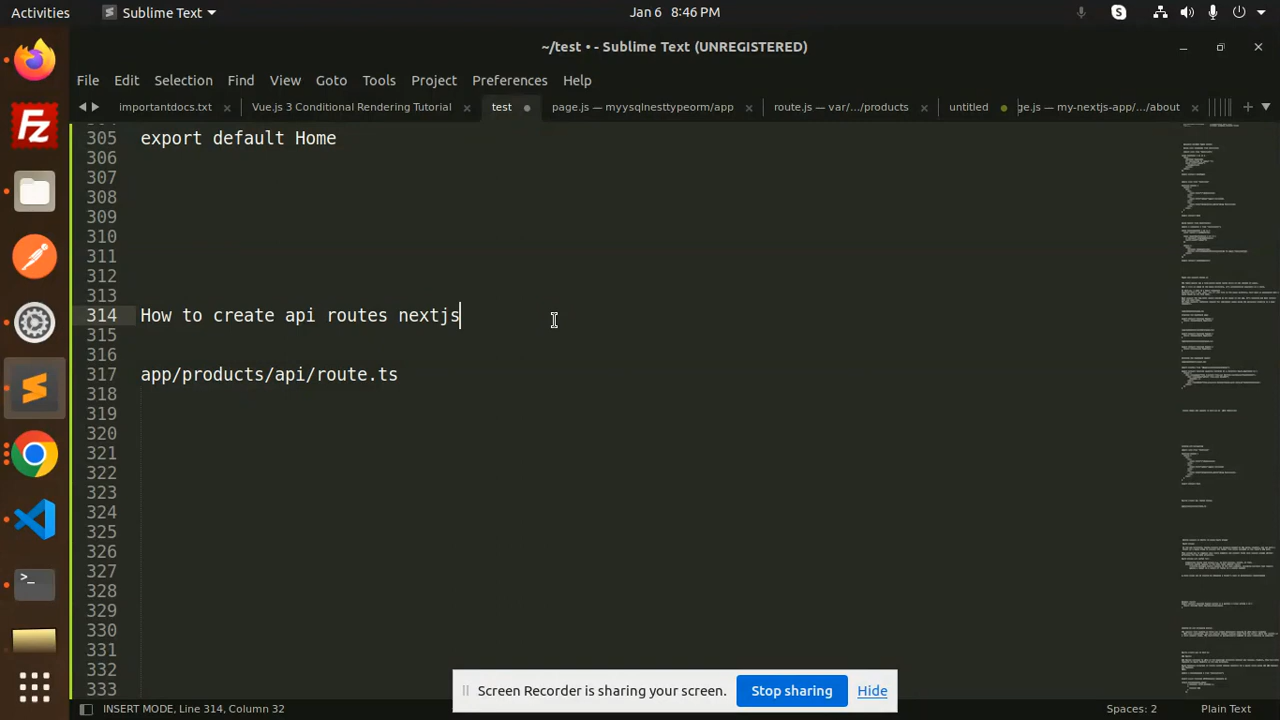 Activities
Sublime Text
Jan 6 8:46 PM
~/test • - Sublime Text (UNREGISTERED)
File Edit Selection Find View Goto Tools Project Preferences Help
importantdocs.txt
Vue.js 3 Conditional Rendering Tutorial
test
page.js — myysqlnesttypeorm/app
route.js — var/.../products
untitled
ge.js — my-nextjs-app/.../about
305 export default Home
306
307
308
309
310
311
312
313
314 How to create api routes nextjs
315
316
317 app/products/api/route.ts
318
319
320
321
322
323
324
325
326
327
328
329
330
331
332
333
Screen Recorder is sharing your screen.
Stop sharing
Hide
INSERT MODE, Line 314, Column 32
Spaces: 2
Plain Text